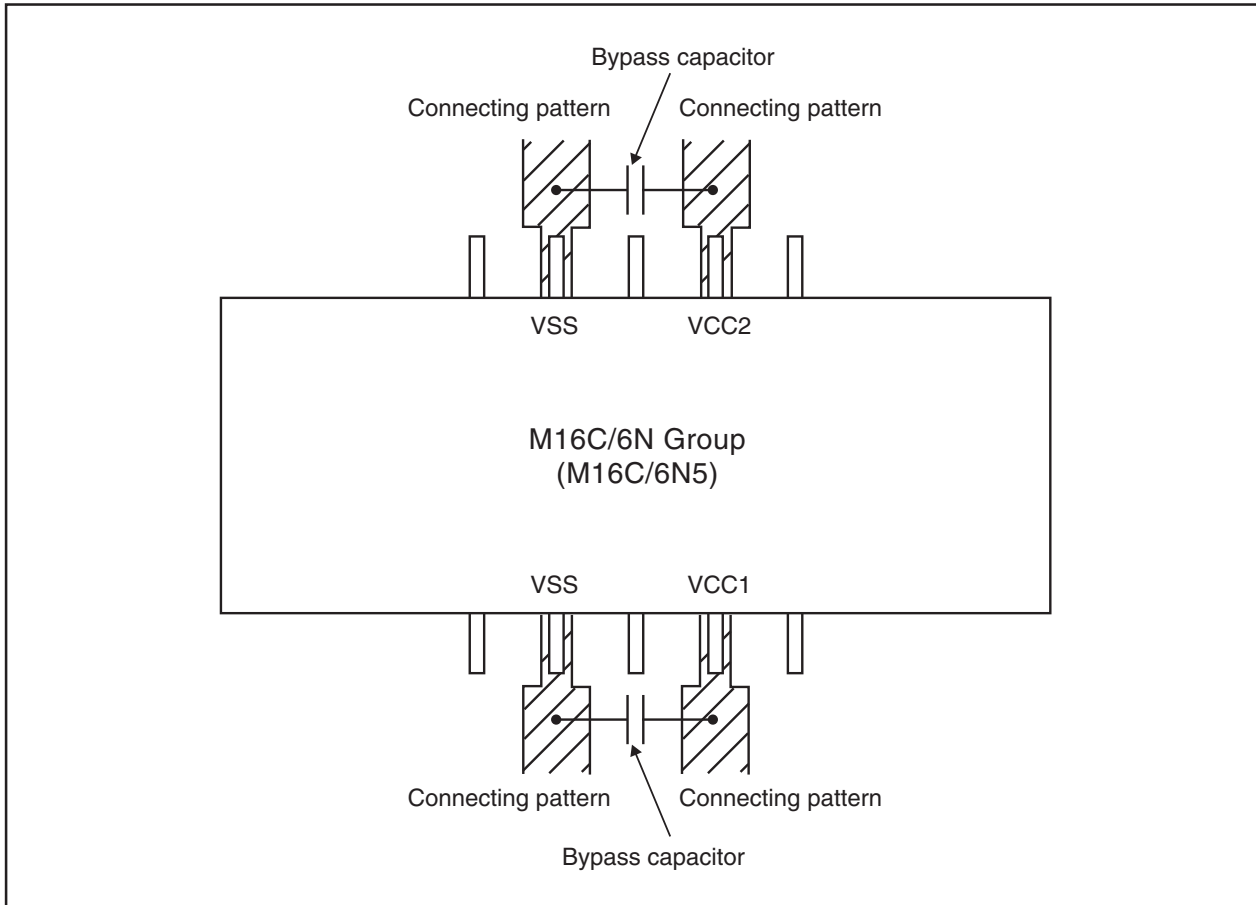 Bypass capacitor
Connecting pattern
Connecting pattern
VSS
VCC2
M16C/6N Group
(M16C/6N5)
VSS
VCC1
Connecting pattern
Connecting pattern
Bypass capacitor